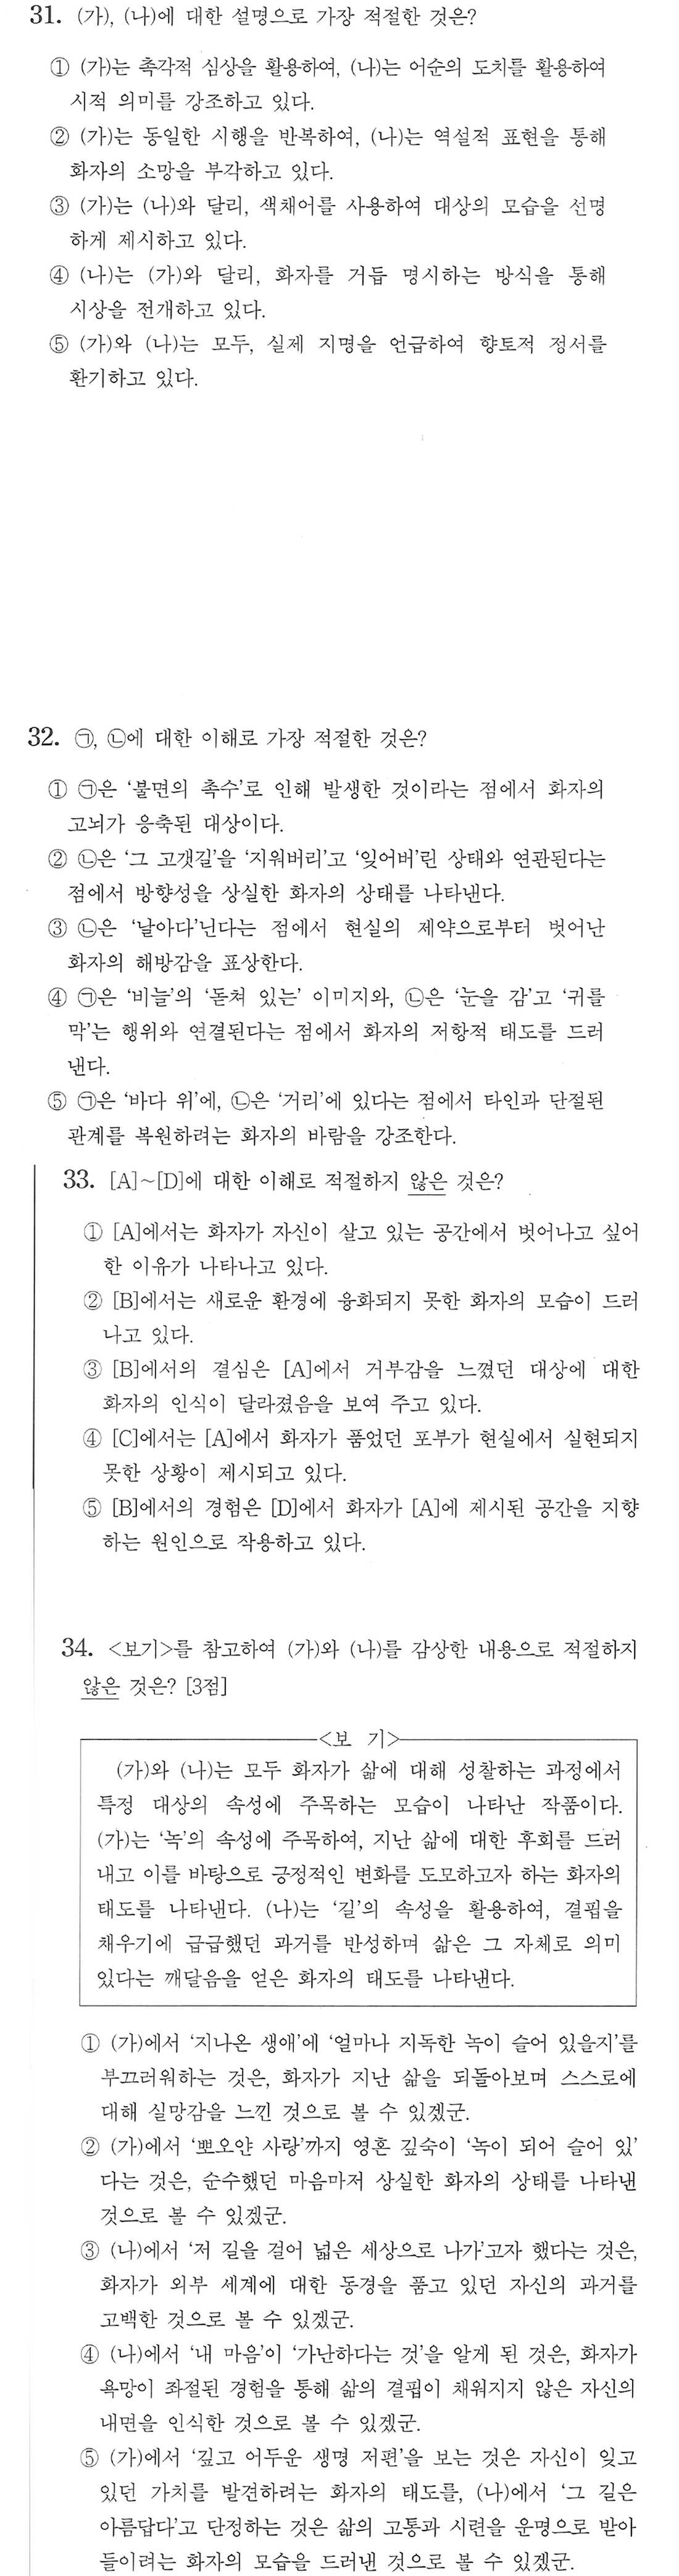 31. (가), (나)에 대한 설명으로 가장 적절한 것은?
① (가)는 촉각적 심상을 활용하여, (나)는 어순의 도치를 활용하여
시적 의미를 강조하고 있다.
② (가)는 동일한 시행을 반복하여, (나)는 역설적 표현을 통해
화자의 소망을 부각하고 있다.
③ (가)는 (나)와 달리, 색채어를 사용하여 대상의 모습을 선명
하게 제시하고 있다.
④ (나)는 (가)와 달리, 화자를 거듭 명시하는 방식을 통해
시상을 전개하고 있다.
⑤ (가)와 (나)는 모두, 실제 지명을 언급하여 향토적 정서를
환기하고 있다.
32. ㉠, ㉡에 대한 이해로 가장 적절한 것은?
① ㉠은 ‘불면의 촉수’로 인해 발생한 것이라는 점에서 화자의
고뇌가 응축된 대상이다.
② ㉡은 ‘그 고갯길’을 ‘지워버리’고 ‘잊어버’린 상태와 연관된다는
점에서 방향성을 상실한 화자의 상태를 나타낸다.
③ ㉡은 ‘날아다’닌다는 점에서 현실의 제약으로부터 벗어난
화자의 해방감을 표상한다.
④ ㉠은 ‘비늘’의 ‘돋쳐 있는’ 이미지와, ㉡은 ‘눈을 감’고 ‘귀를
막’는 행위와 연결된다는 점에서 화자의 저항적 태도를 드러
낸다.
⑤ ㉠은 ‘바다 위’에, ㉡은 ‘거리’에 있다는 점에서 타인과 단절된
관계를 복원하려는 화자의 바람을 강조한다.
33. [A]~[D]에 대한 이해로 적절하지 않은 것은?
① [A]에서는 화자가 자신이 살고 있는 공간에서 벗어나고 싶어
한 이유가 나타나고 있다.
② [B]에서는 새로운 환경에 융화되지 못한 화자의 모습이 드러
나고 있다.
③ [B]에서의 결심은 [A]에서 거부감을 느꼈던 대상에 대한
화자의 인식이 달라졌음을 보여 주고 있다.
④ [C]에서는 [A]에서 화자가 품었던 포부가 현실에서 실현되지
못한 상황이 제시되고 있다.
⑤ [B]에서의 경험은 [D]에서 화자가 [A]에 제시된 공간을 지향
하는 원인으로 작용하고 있다.
34. <보기>를 참고하여 (가)와 (나)를 감상한 내용으로 적절하지
않은 것은? [3점]
<보 기>
(가)와 (나)는 모두 화자가 삶에 대해 성찰하는 과정에서
특정 대상의 속성에 주목하는 모습이 나타난 작품이다.
(가)는 ‘녹’의 속성에 주목하여, 지난 삶에 대한 후회를 드러
내고 이를 바탕으로 긍정적인 변화를 도모하고자 하는 화자의
태도를 나타낸다. (나)는 ‘길’의 속성을 활용하여, 결핍을
채우기에 급급했던 과거를 반성하며 삶은 그 자체로 의미
있다는 깨달음을 얻은 화자의 태도를 나타낸다.
① (가)에서 ‘지나온 생애’에 ‘얼마나 지독한 녹이 슬어 있을지’를
부끄러워하는 것은, 화자가 지난 삶을 되돌아보며 스스로에
대해 실망감을 느낀 것으로 볼 수 있겠군.
② (가)에서 ‘뽀오얀 사랑’까지 영혼 깊숙이 ‘녹이 되어 슬어 있’
다는 것은, 순수했던 마음마저 상실한 화자의 상태를 나타낸
것으로 볼 수 있겠군.
③ (나)에서 ‘저 길을 걸어 넓은 세상으로 나가’고자 했다는 것은,
화자가 외부 세계에 대한 동경을 품고 있던 자신의 과거를
고백한 것으로 볼 수 있겠군.
④ (나)에서 ‘내 마음’이 ‘가난하다는 것’을 알게 된 것은, 화자가
욕망이 좌절된 경험을 통해 삶의 결핍이 채워지지 않은 자신의
내면을 인식한 것으로 볼 수 있겠군.
⑤ (가)에서 ‘깊고 어두운 생명 저편’을 보는 것은 자신이 잊고
있던 가치를 발견하려는 화자의 태도를, (나)에서 ‘그 길은
아름답다’고 단정하는 것은 삶의 고통과 시련을 운명으로 받아
들이려는 화자의 모습을 드러낸 것으로 볼 수 있겠군.